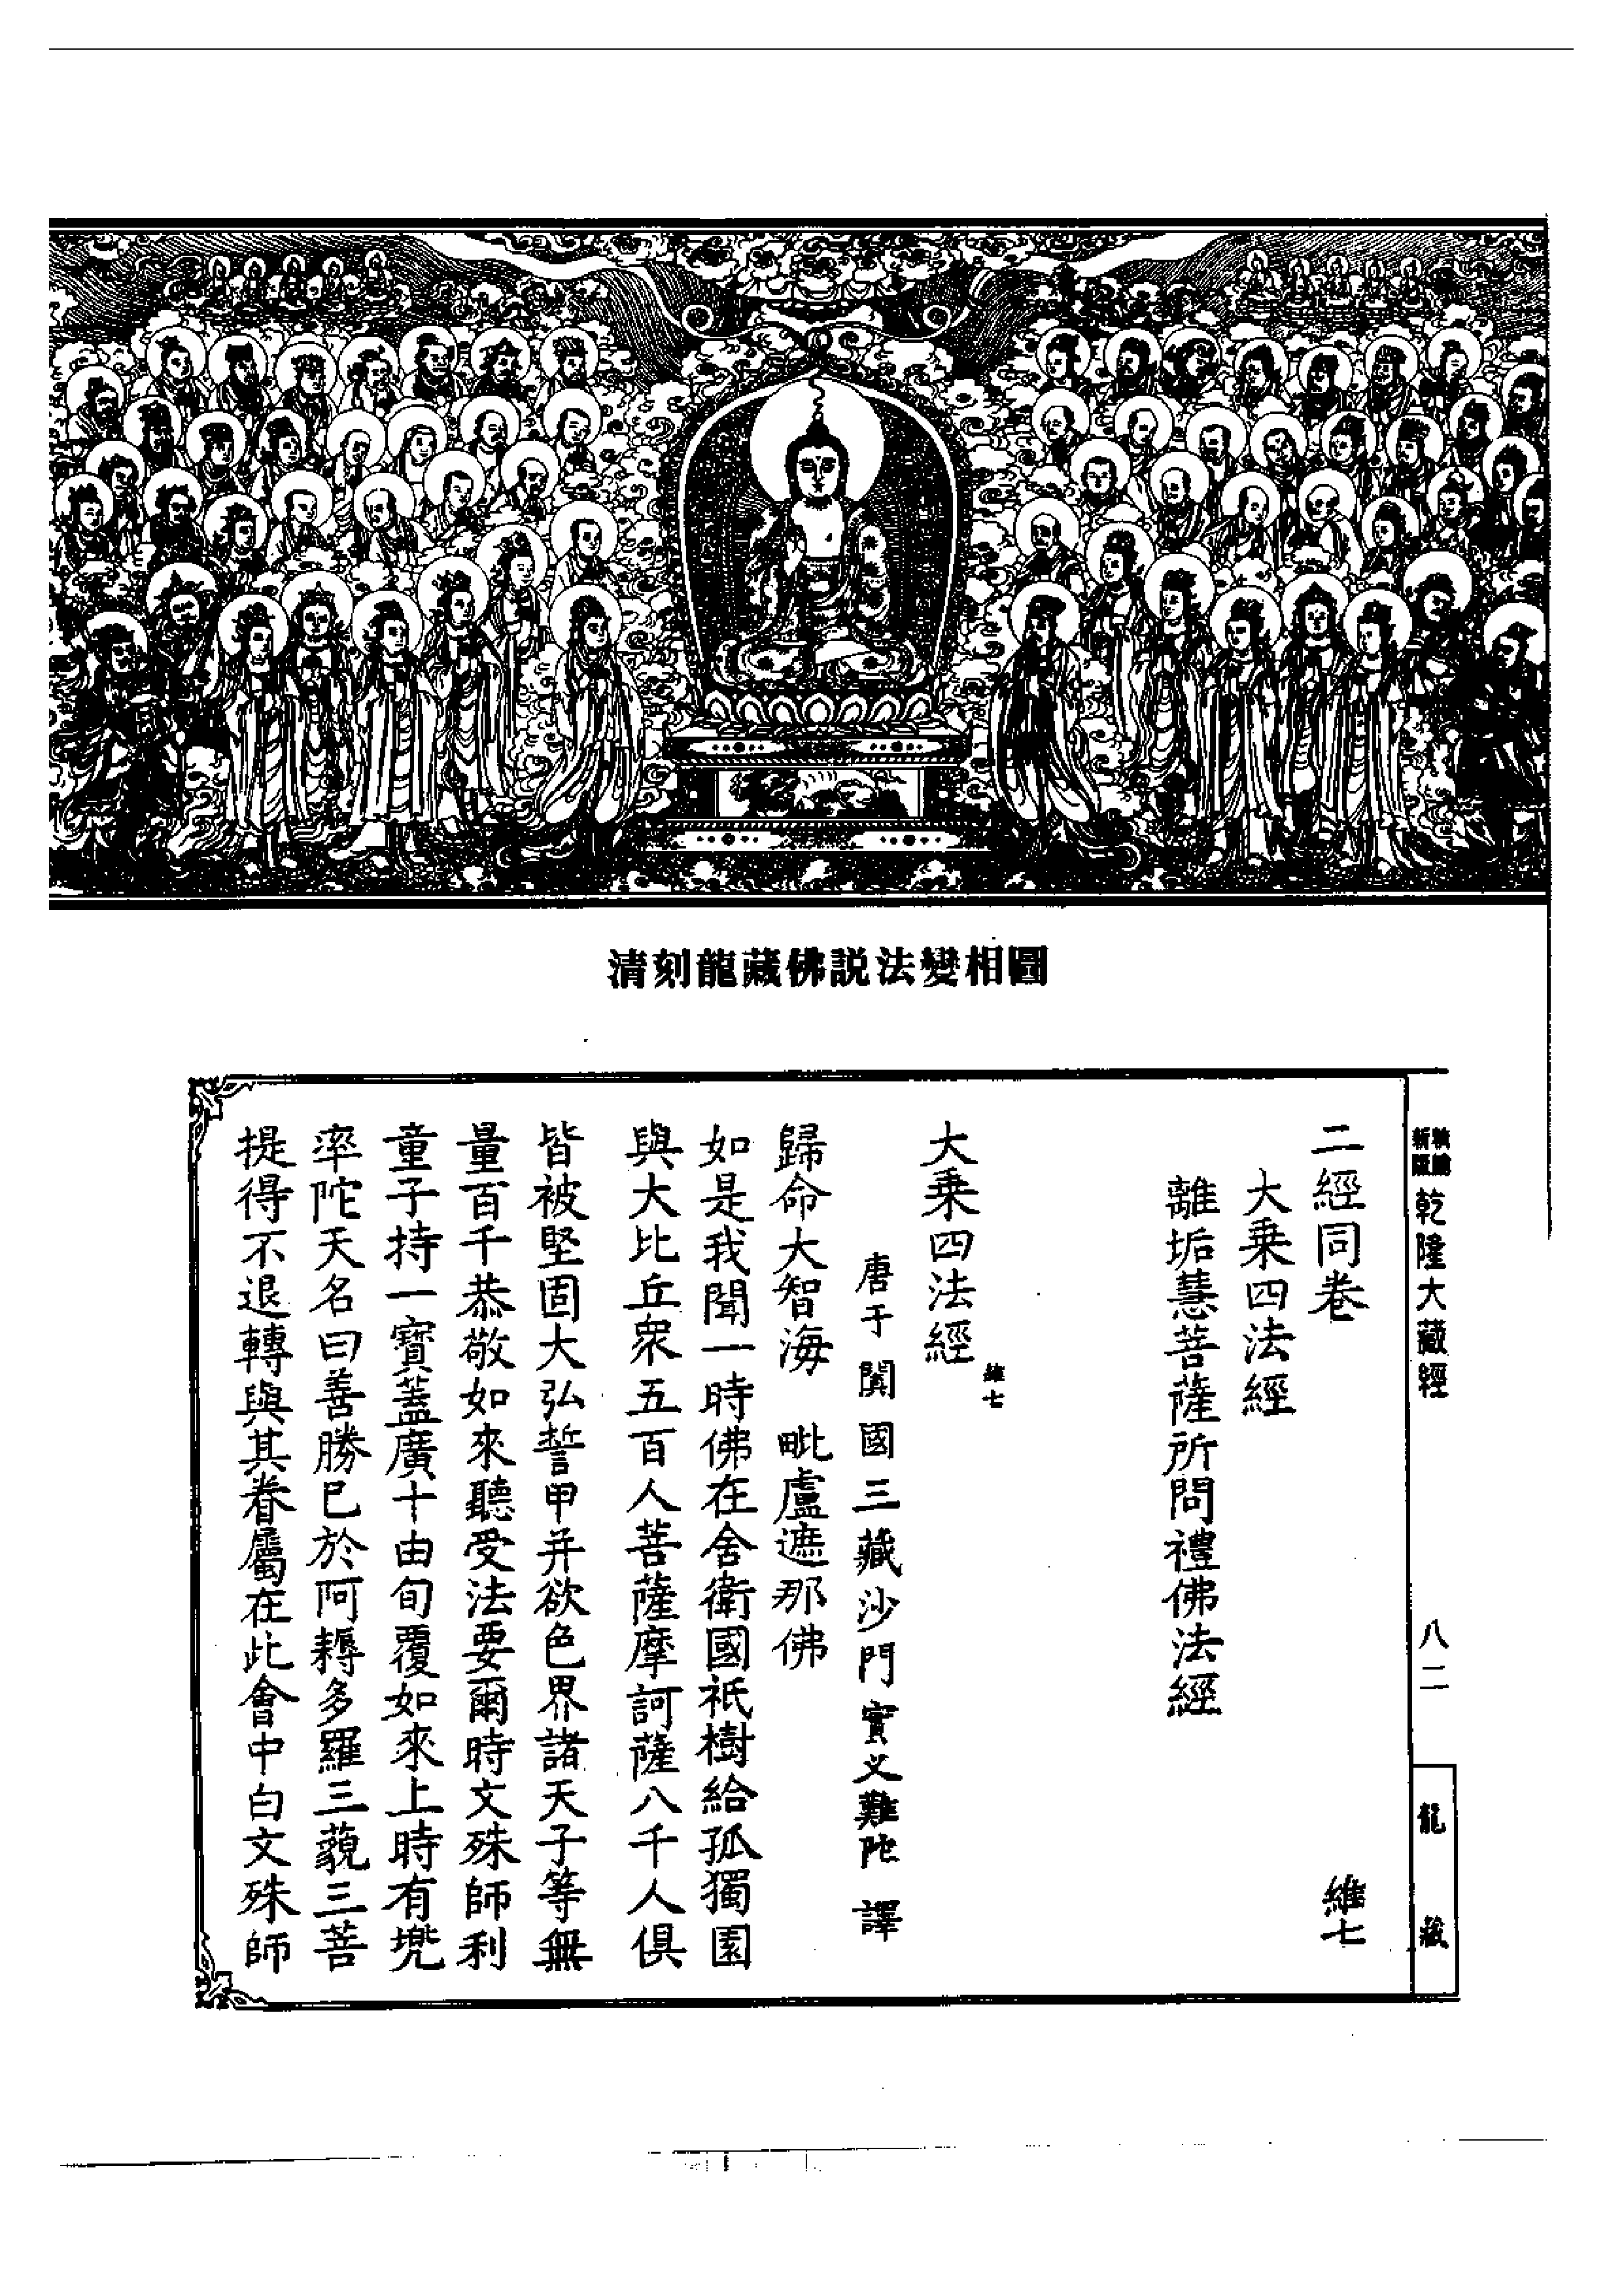 清刻龍藏佛説法變相圖
新版
乾隆大藏經
八二
龍藏
二經同卷
維七
大乗四法經
離垢慧菩薩所問禮佛法經
大乗四法經
維七
唐于闐國三藏沙門實叉難陀 譯
歸命大智海 毗盧遮那佛
如是我聞一時佛在舍衛國祇樹給孤獨園
與大比丘衆五百人菩薩摩訶薩八千人俱
皆被堅固大弘誓甲并欲色界諸天子等無
量百千恭敬如來聽受法要爾時文殊師利
童子持一寶蓋廣十由旬覆如來上時有兠
率陀天名曰善勝巳於阿耨多羅三藐三菩
提得不退轉與其眷屬在此會中白文殊師